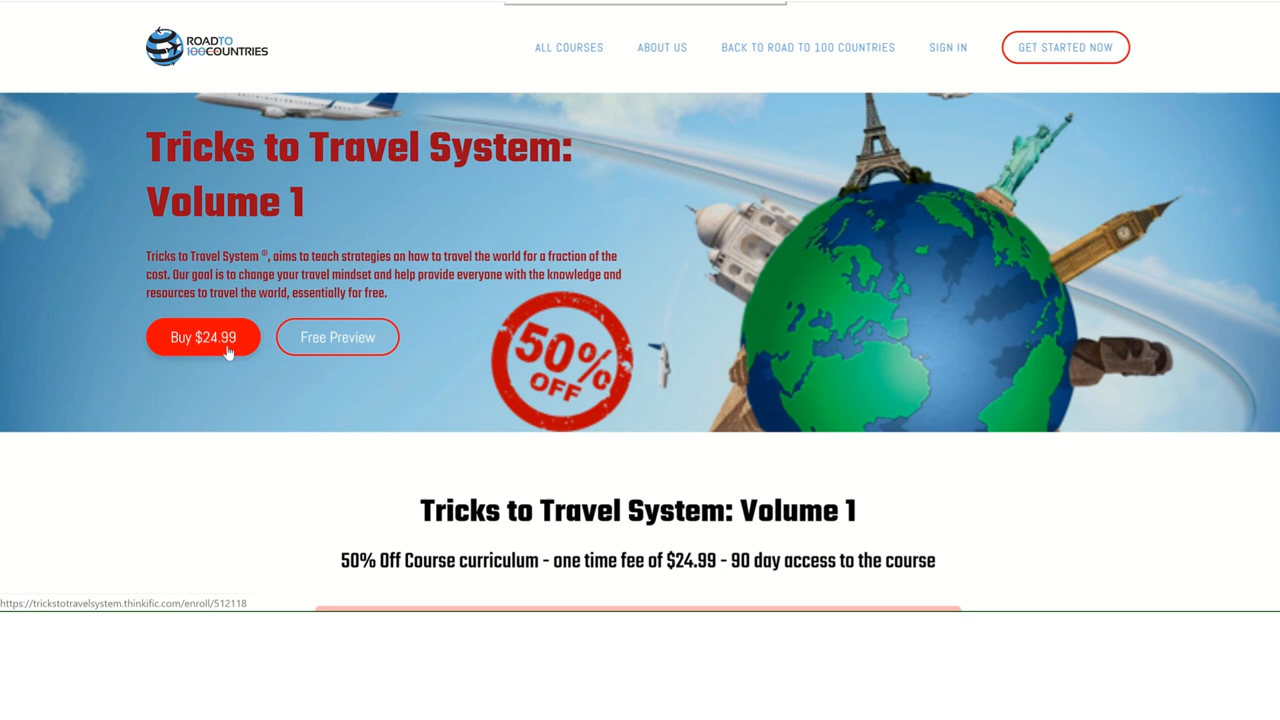 ROADTO
100COUNTRIES
ALL COURSES
ABOUT US
BACK TO ROAD TO 100 COUNTRIES
SIGN IN
GET STARTED NOW
Tricks to Travel System:
Volume 1
Tricks to Travel System ®, aims to teach strategies on how to travel the world for a fraction of the
cost. Our goal is to change your travel mindset and help provide everyone with the knowledge and
resources to travel the world, essentially for free.
Buy $24.99
Free Preview
50%
OFF
Tricks to Travel System: Volume 1
50% Off Course curriculum - one time fee of $24.99 - 90 day access to the course
https://trickstotravelsystem.thinkific.com/enroll/512118